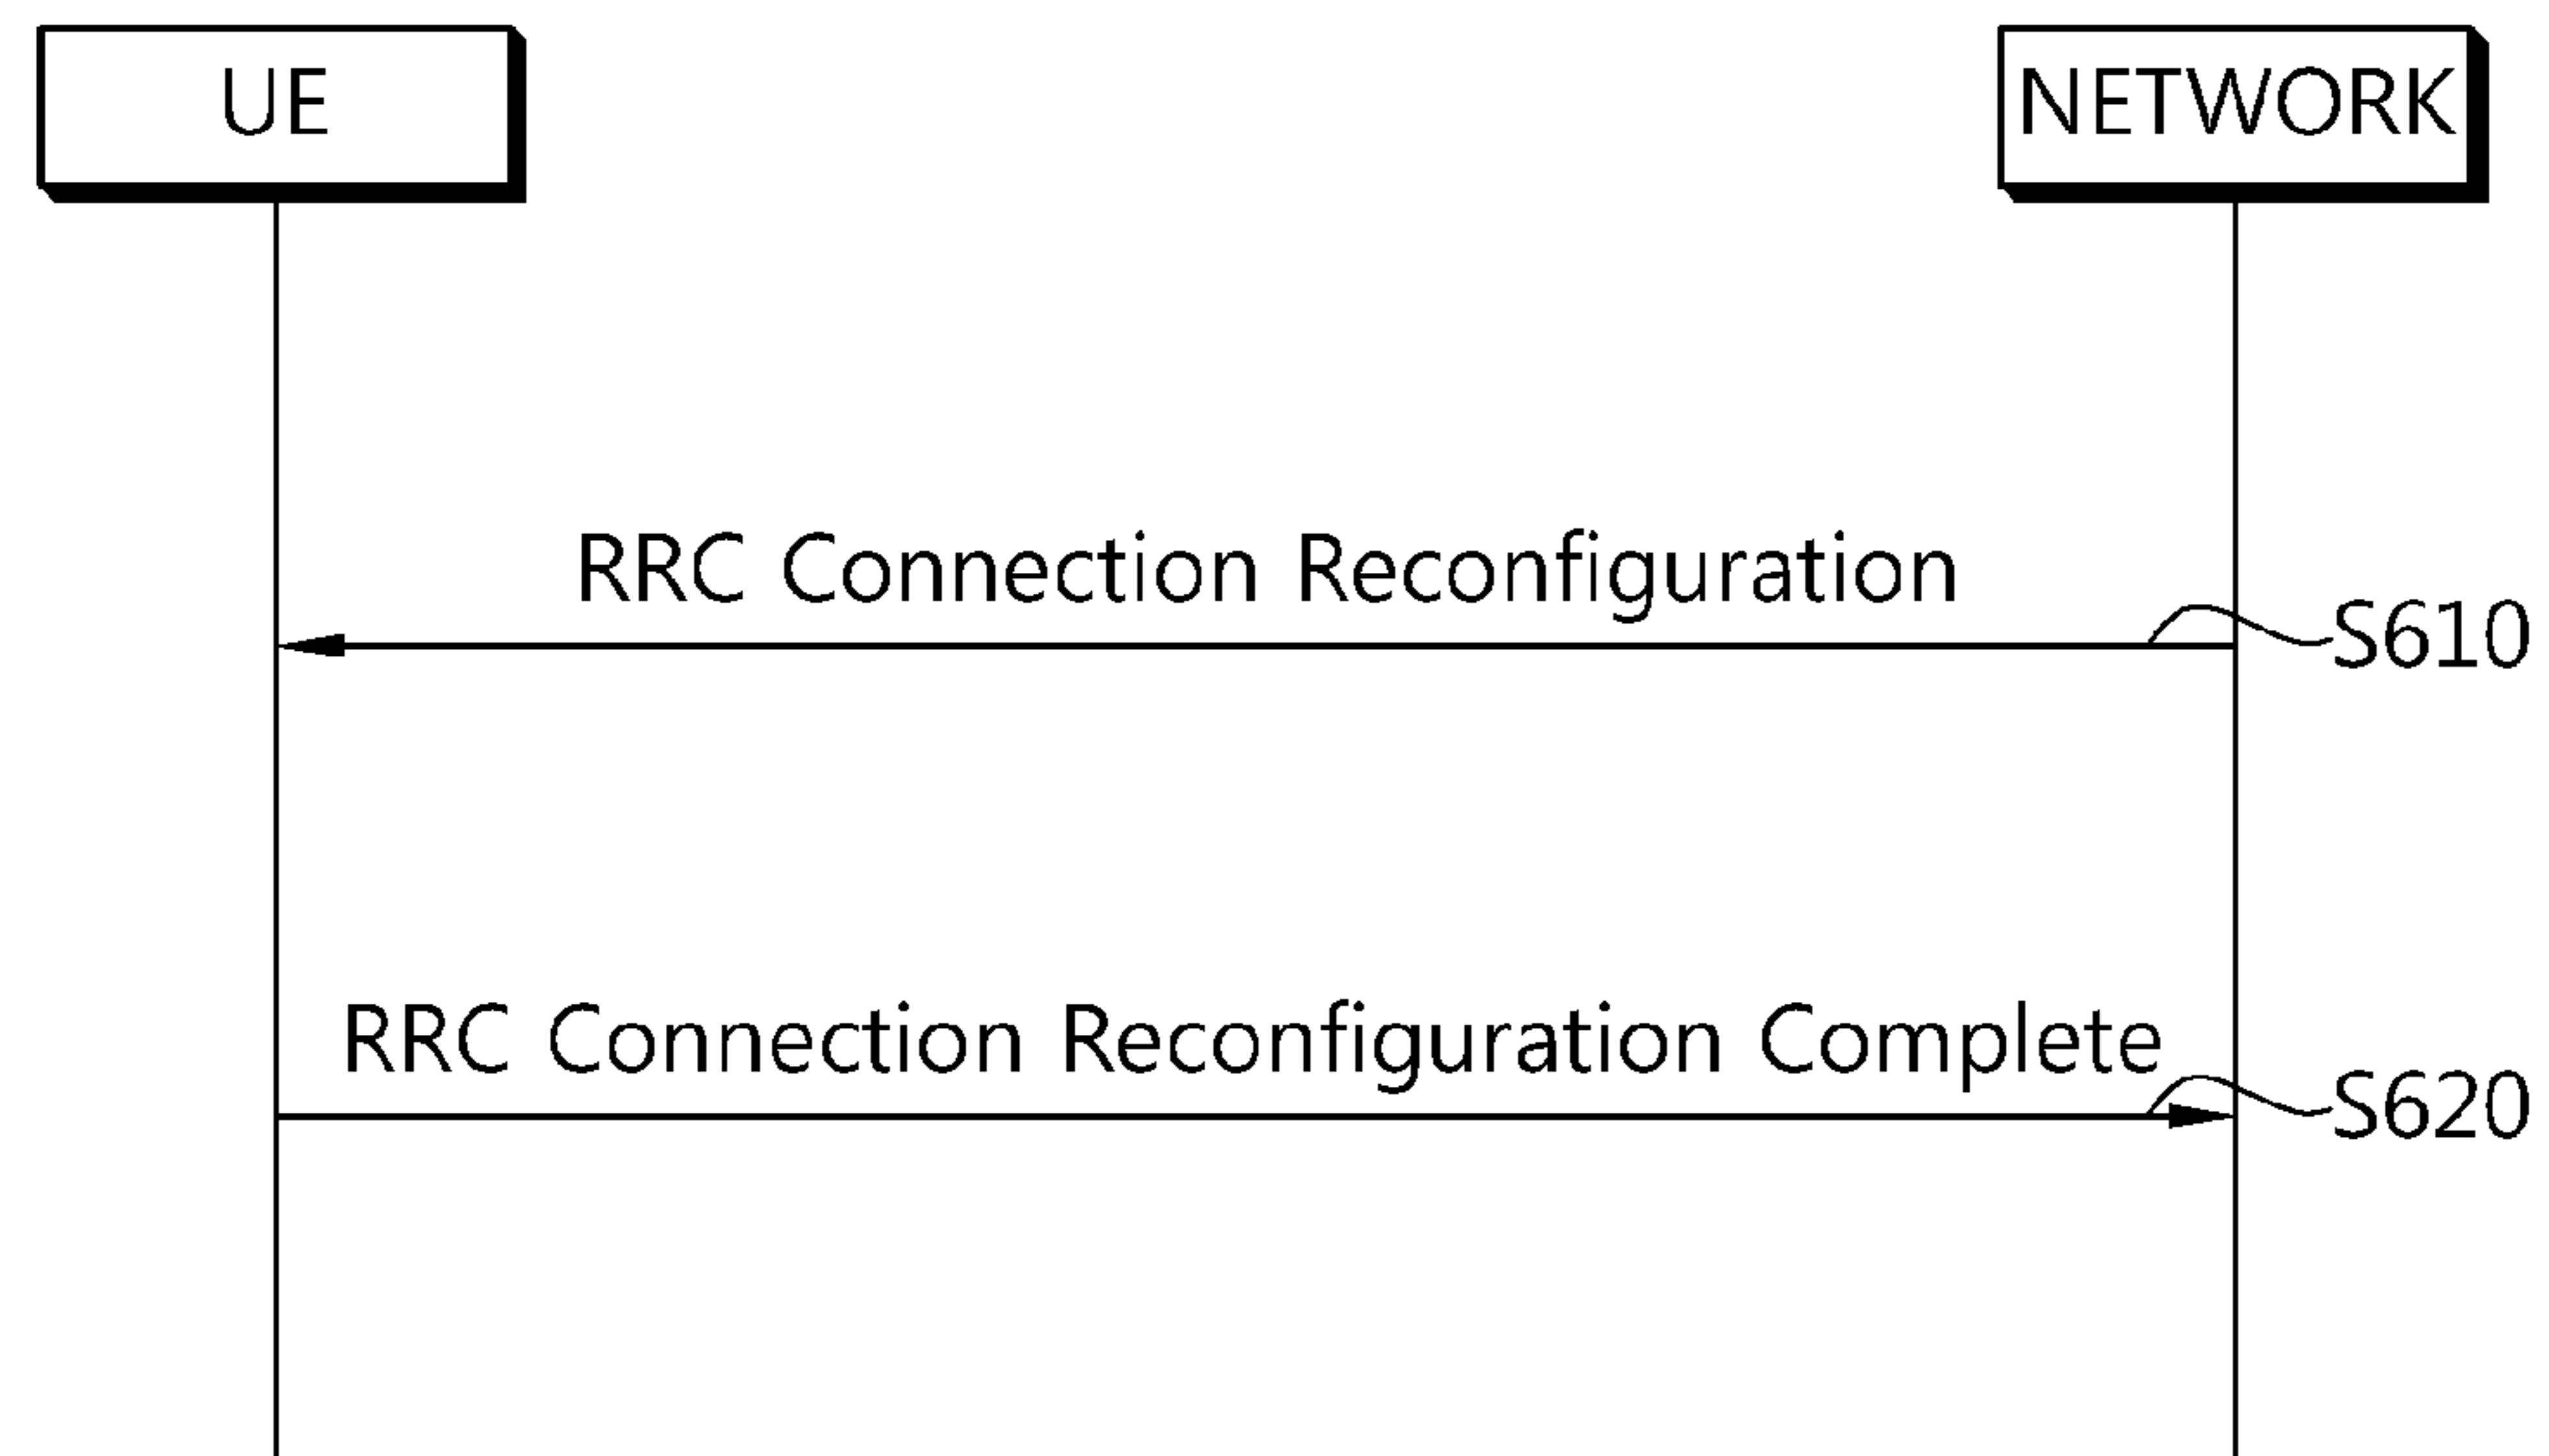 UE
NETWORK
RRC Connection Reconfiguration
S610
RRC Connection Reconfiguration Complete
S620